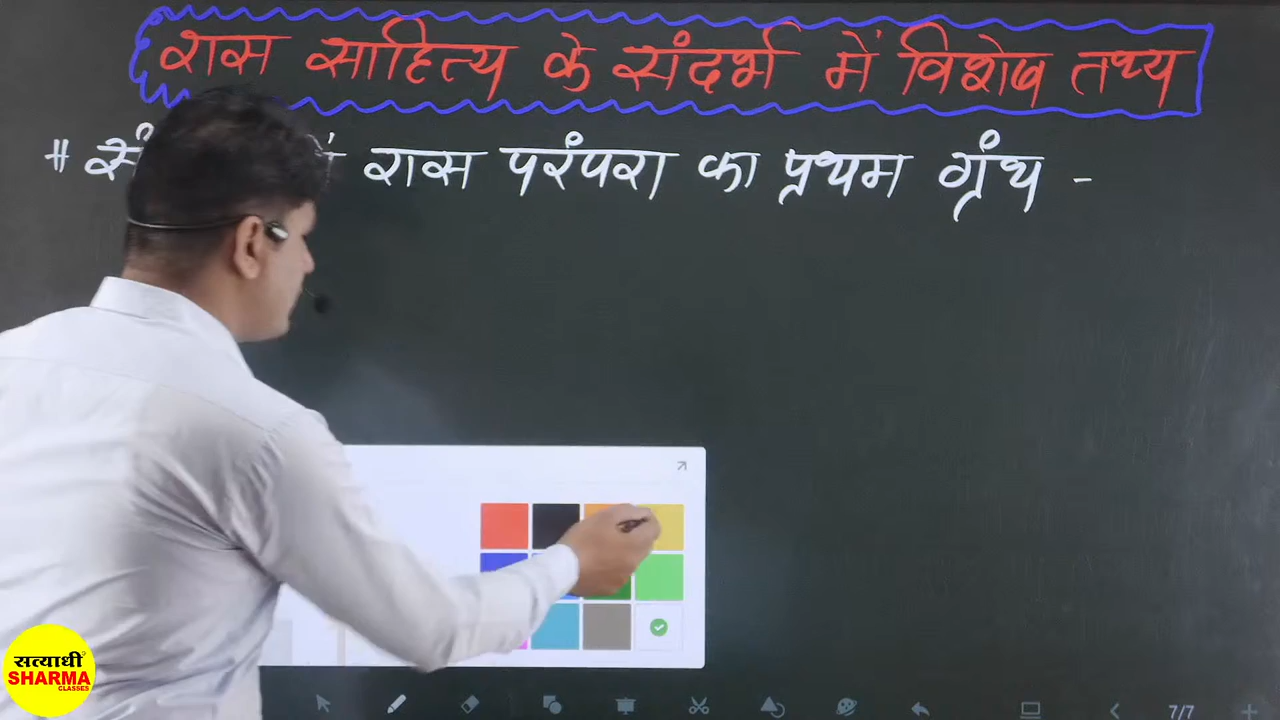 रास साहित्य के संदर्भ में विशेष तथ्य
# रास परंपरा का प्रथम ग्रंथ -
सत्याधी
SHARMA
CLASSES
7/7